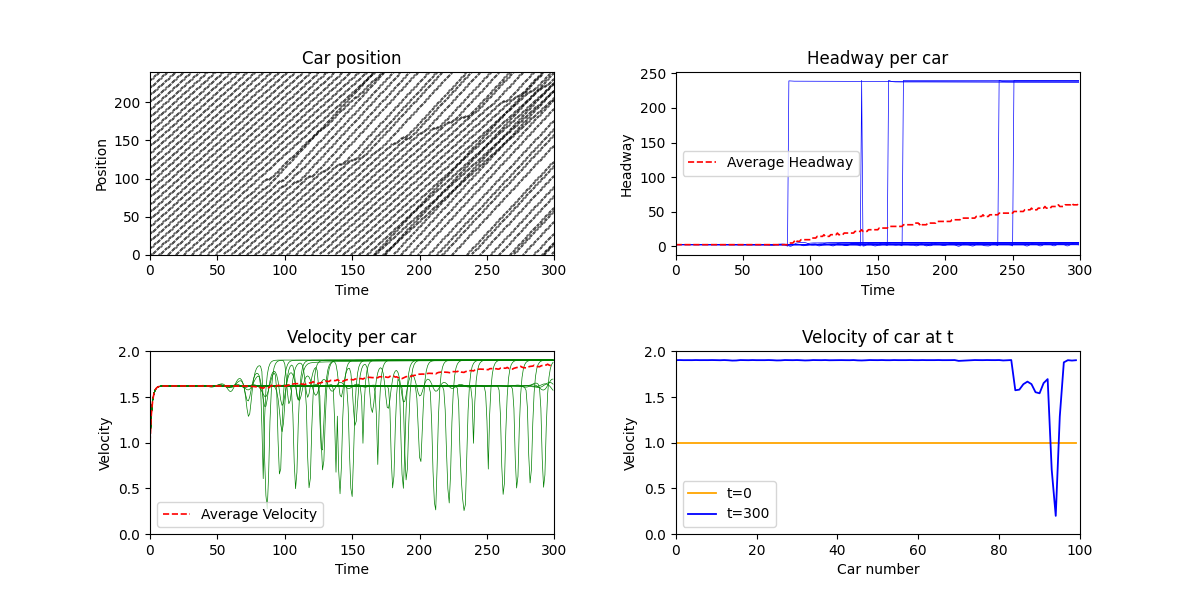 Car position
Position
200
150
100
50
0
0 50 100 150 200 250 300
Time
Headway per car
Headway
250
200
150
100
50
0
Average Headway
0 50 100 150 200 250 300
Time
Velocity per car
Velocity
2.0
1.5
1.0
0.5
0.0
Average Velocity
0 50 100 150 200 250 300
Time
Velocity of car at t
Velocity
2.0
1.5
1.0
0.5
0.0
t=0
t=300
0 20 40 60 80 100
Car number